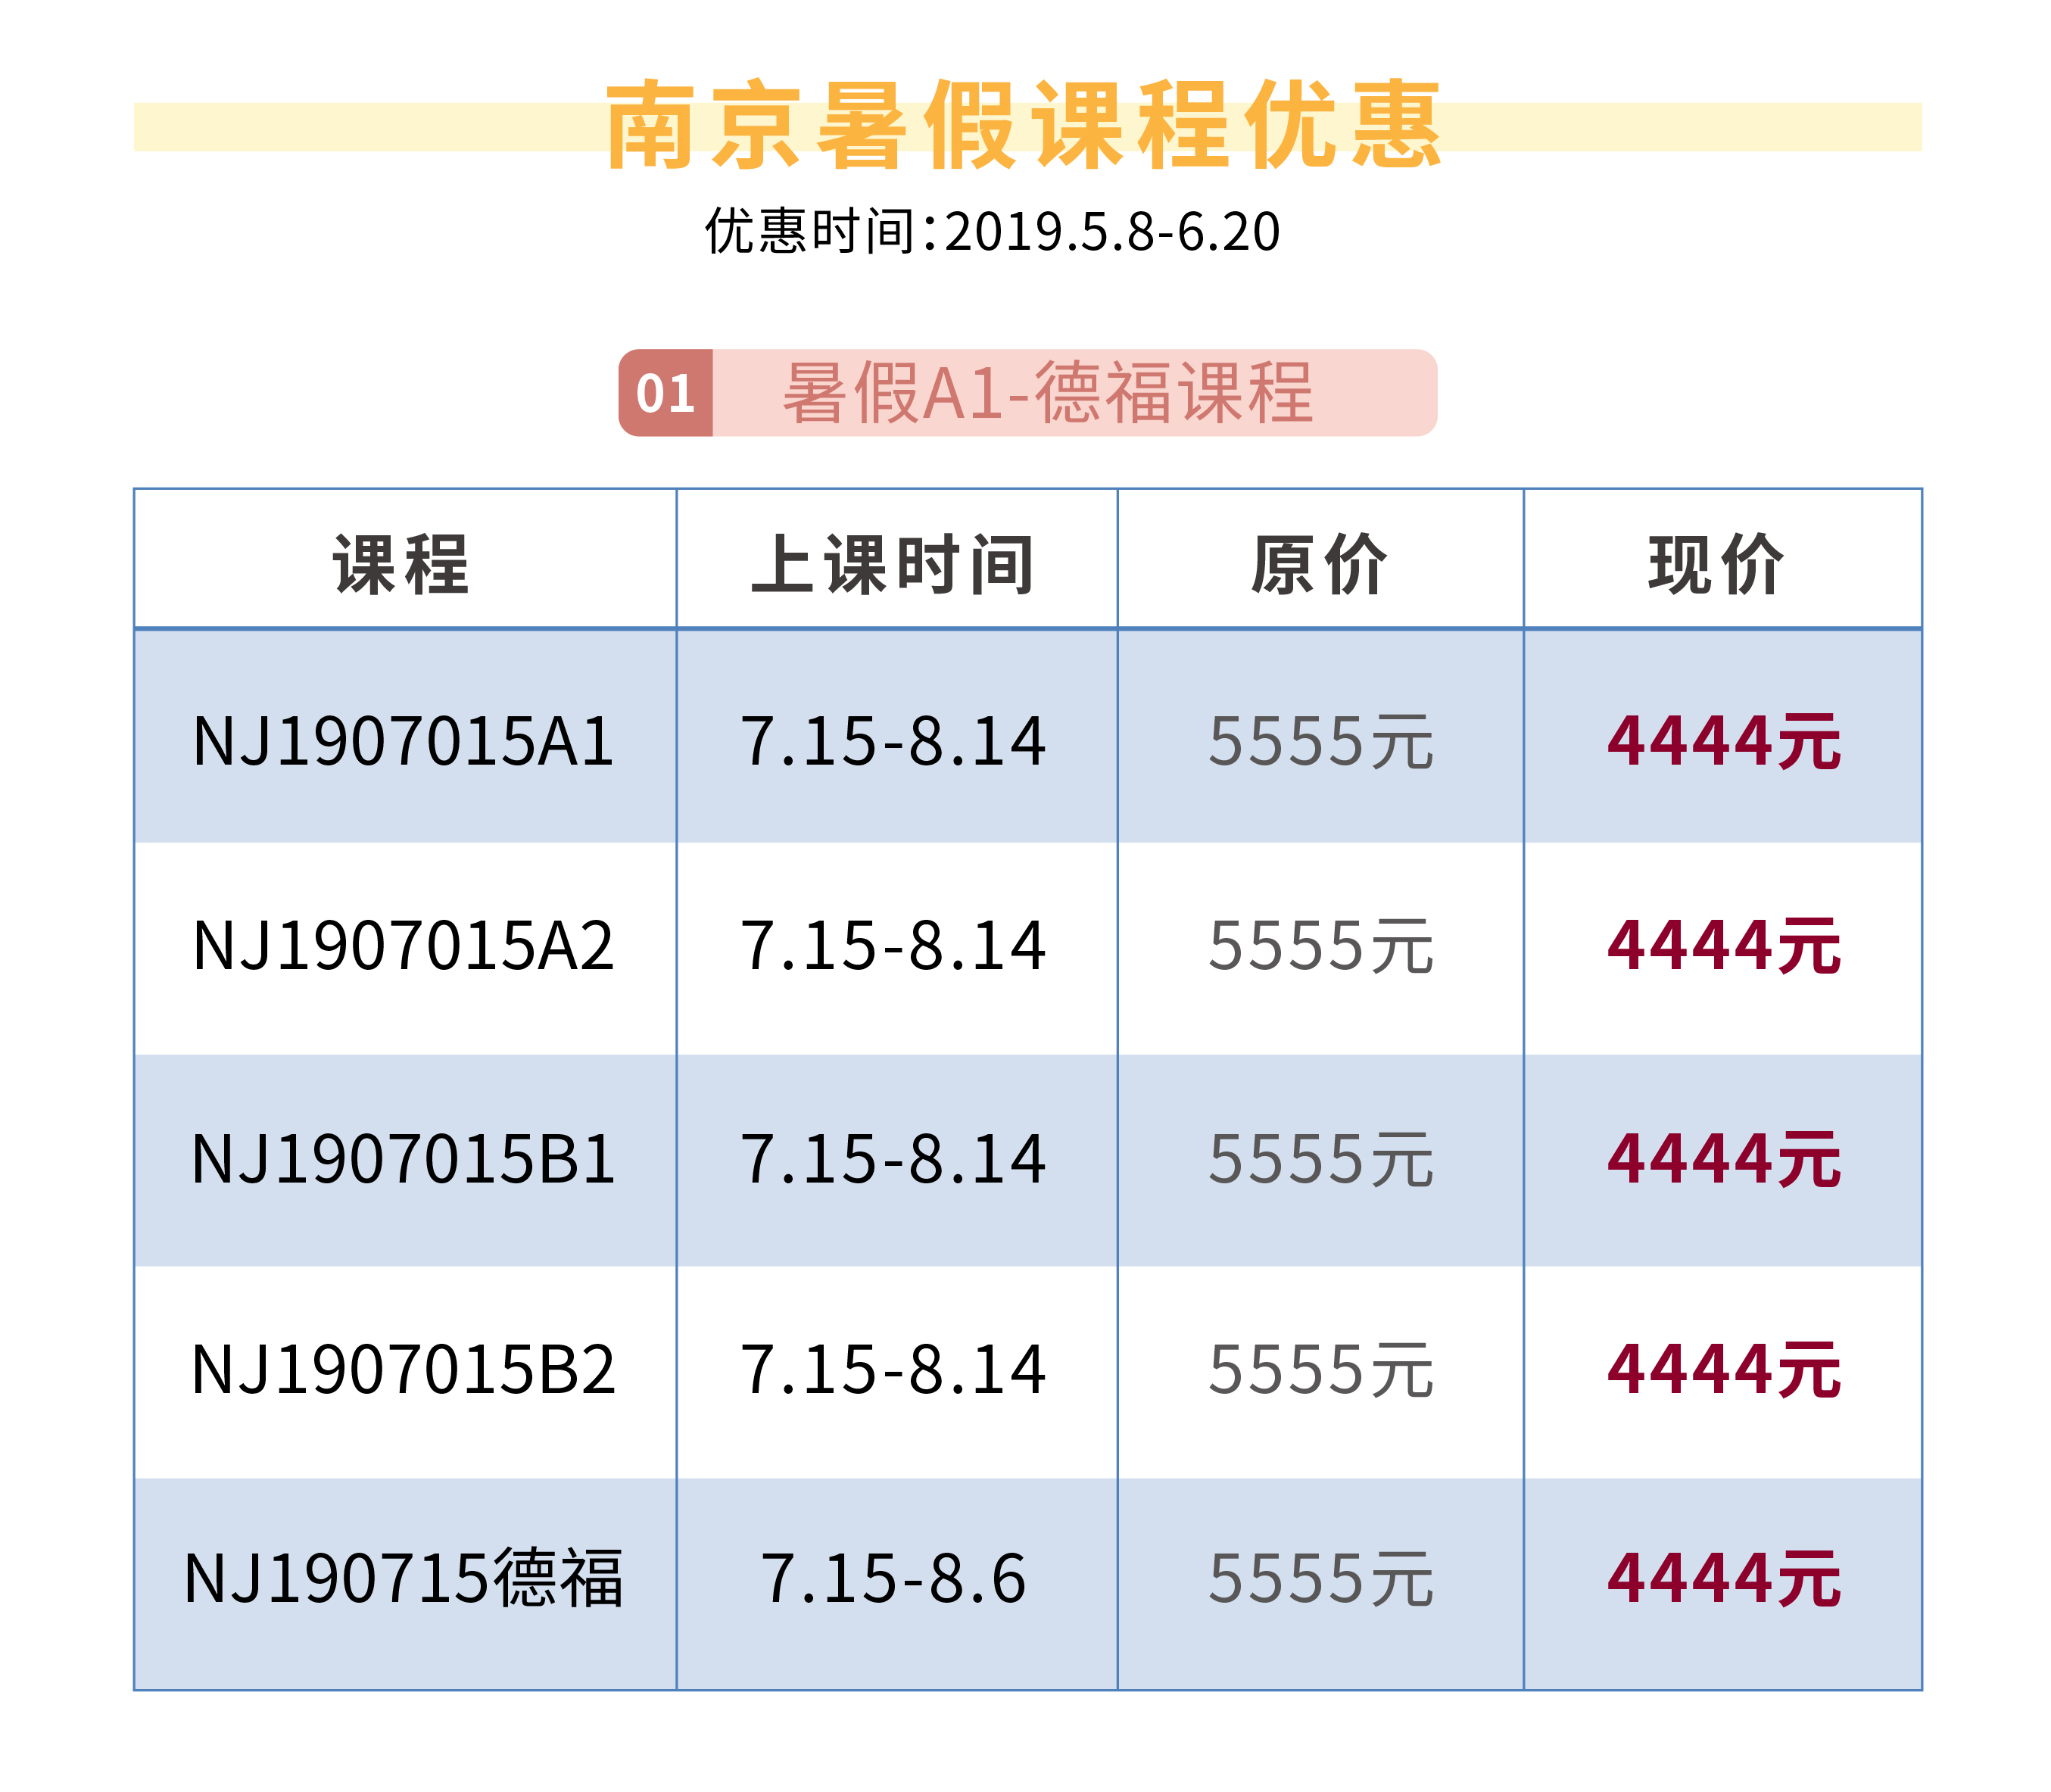 南京暑假课程优惠
优惠时间：2019.5.8-6.20
01 暑假A1-德福课程
课程 上课时间 原价 现价
NJ1907015A1 7.15-8.14 5555元 4444元
NJ1907015A2 7.15-8.14 5555元 4444元
NJ1907015B1 7.15-8.14 5555元 4444元
NJ1907015B2 7.15-8.14 5555元 4444元
NJ190715德福 7.15-8.6 5555元 4444元